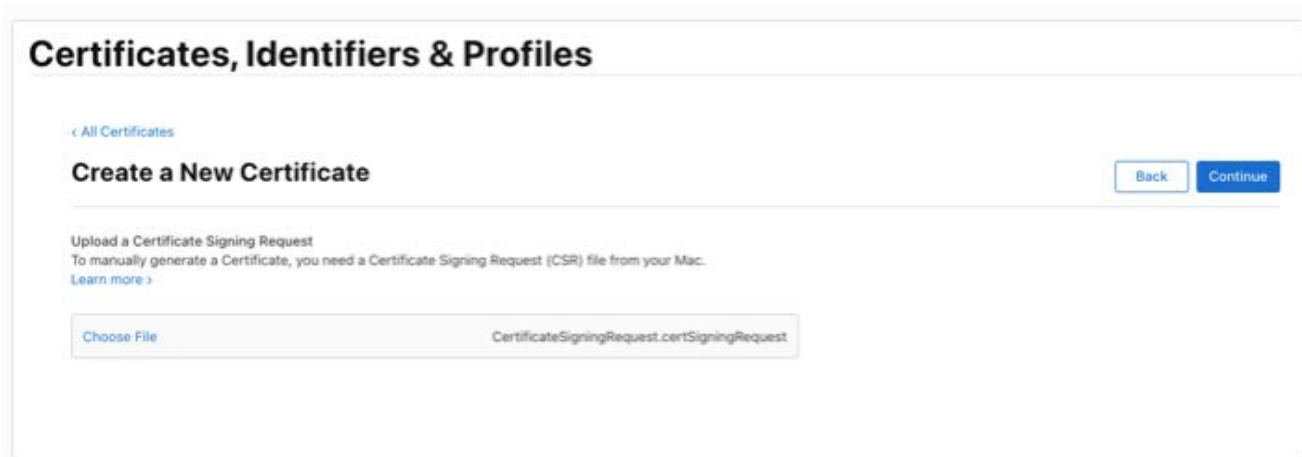 Certificates, Identifiers & Profiles
‹ All Certificates
Create a New Certificate
Back
Continue
Upload a Certificate Signing Request
To manually generate a Certificate, you need a Certificate Signing Request (CSR) file from your Mac.
Learn more ›
Choose File
CertificateSigningRequest.certSigningRequest